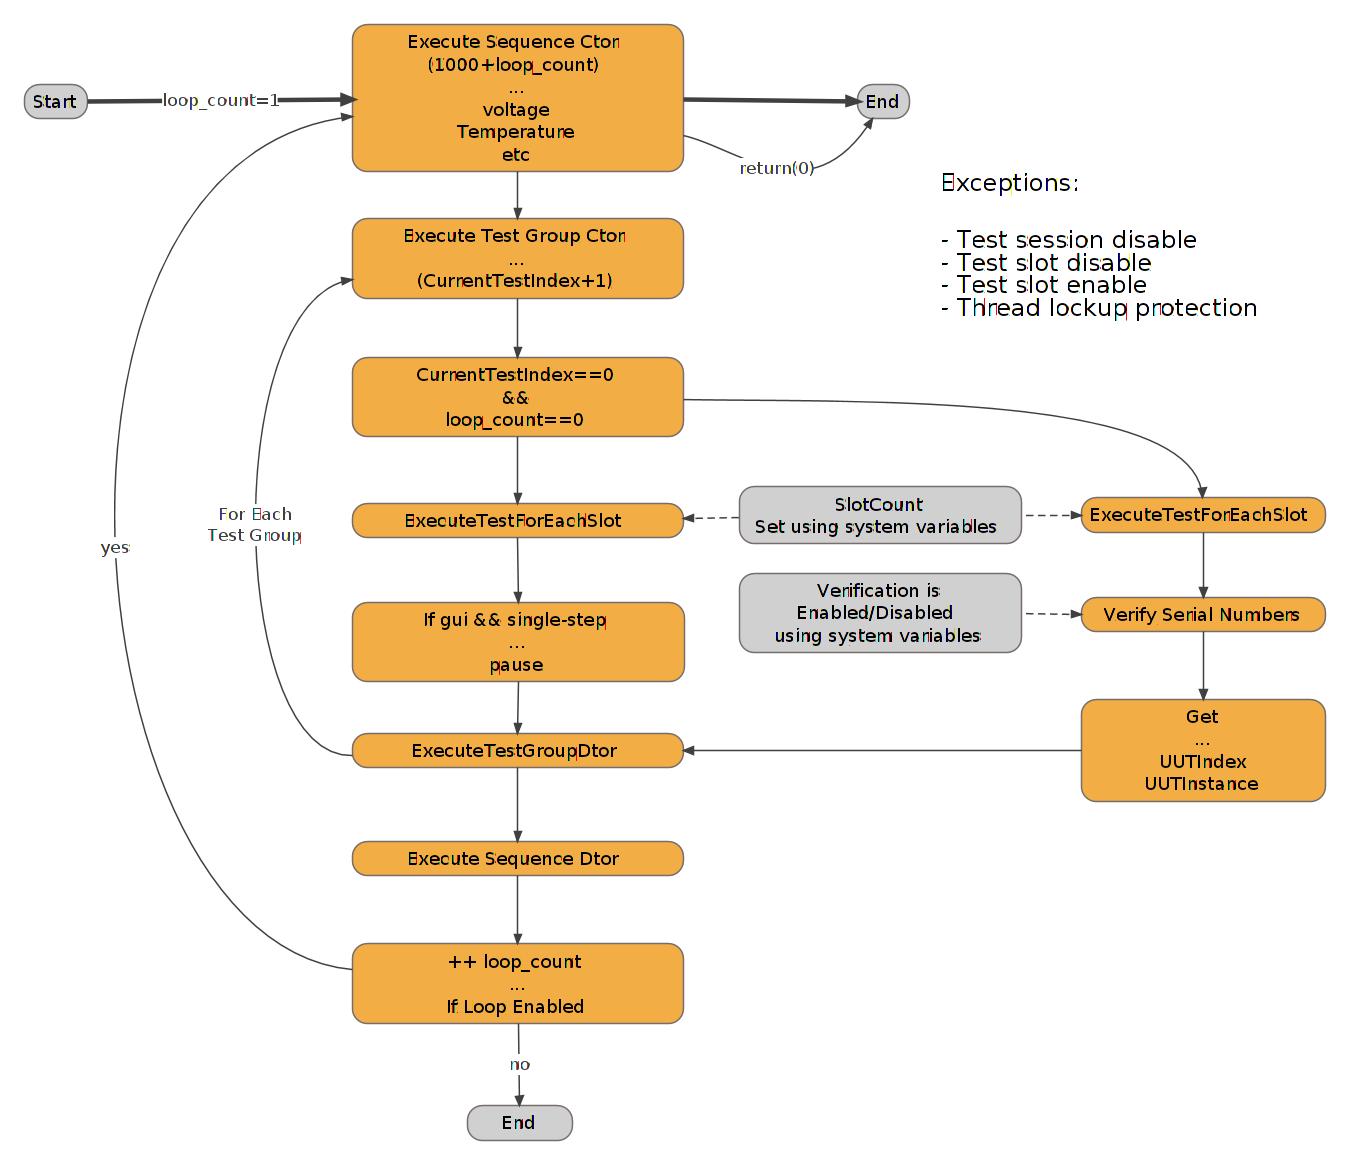 Execute Sequence Ctor
(1000+loop_count)
...
voltage
Temperature
etc
Start
loop_count=1
End
return(0)
Exceptions:
- Test session disable
- Test slot disable
- Test slot enable
- Thread lockup protection
Execute Test Group Ctor
...
(CurrentTestIndex+1)
CurrentTestIndex==0
&&
loop_count==0
For Each
Test Group
yes
ExecuteTestForEachSlot
SlotCount
Set using system variables
ExecuteTestForEachSlot
Verification is
Enabled/Disabled
using system variables
Verify Serial Numbers
If gui && single-step
...
pause
Get
...
UUTIndex
UUTInstance
ExecuteTestGroupDtor
Execute Sequence Dtor
++ loop_count
...
If Loop Enabled
no
End